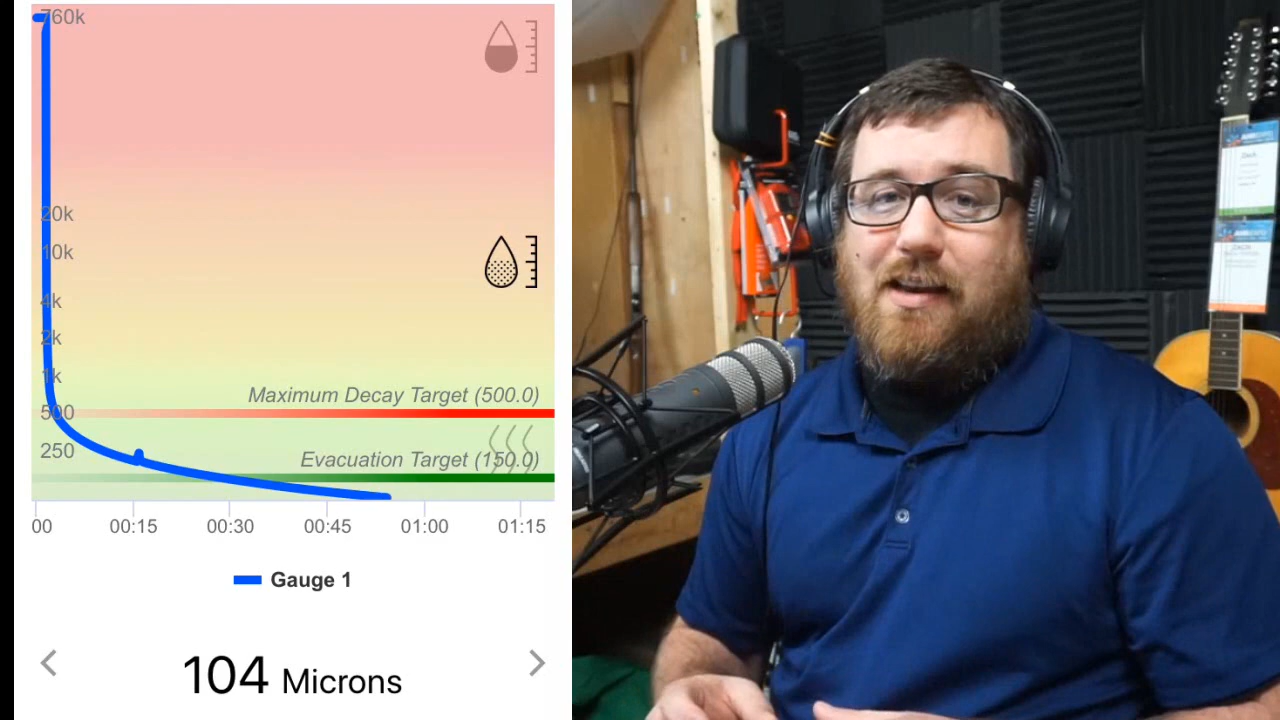 760k
20k
10k
4k
2k
1k
Maximum Decay Target (500.0)
500
250
Evacuation Target (150.0)
00 00:15 00:30 00:45 01:00 01:15
Gauge 1
104 Microns